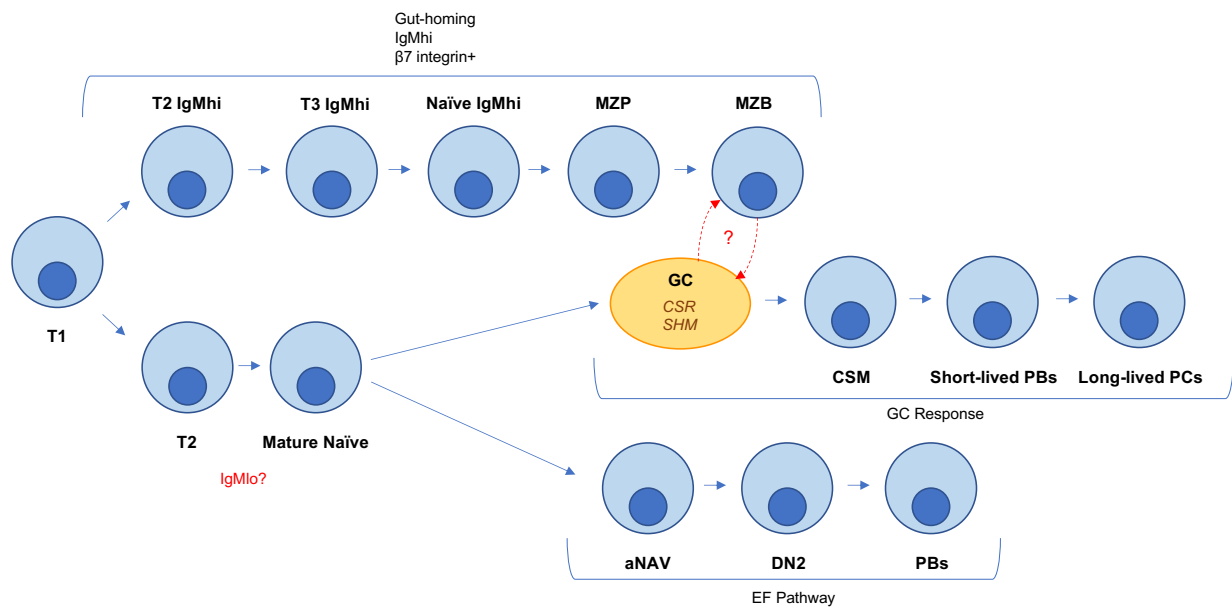 Gut-homing
IgMhi
β7 integrin+
T2 IgMhi
T3 IgMhi
Naïve IgMhi
MZP
MZB
?
T1
GC
CSR
SHM
T2
Mature Naïve
CSM
Short-lived PBs
Long-lived PCs
GC Response
IgMlo?
aNAV
DN2
PBs
EF Pathway